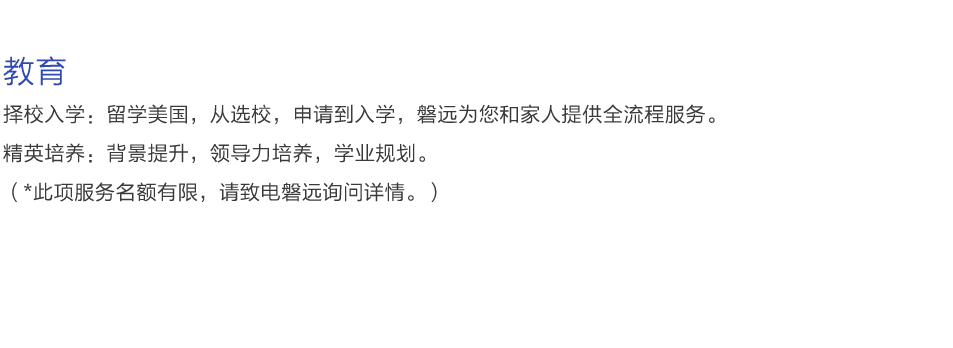 教育
择校入学：留学美国，从选校，申请到入学，磐远为您和家人提供全流程服务。
精英培养：背景提升，领导力培养，学业规划。
（*此项服务名额有限，请致电磐远询问详情。）